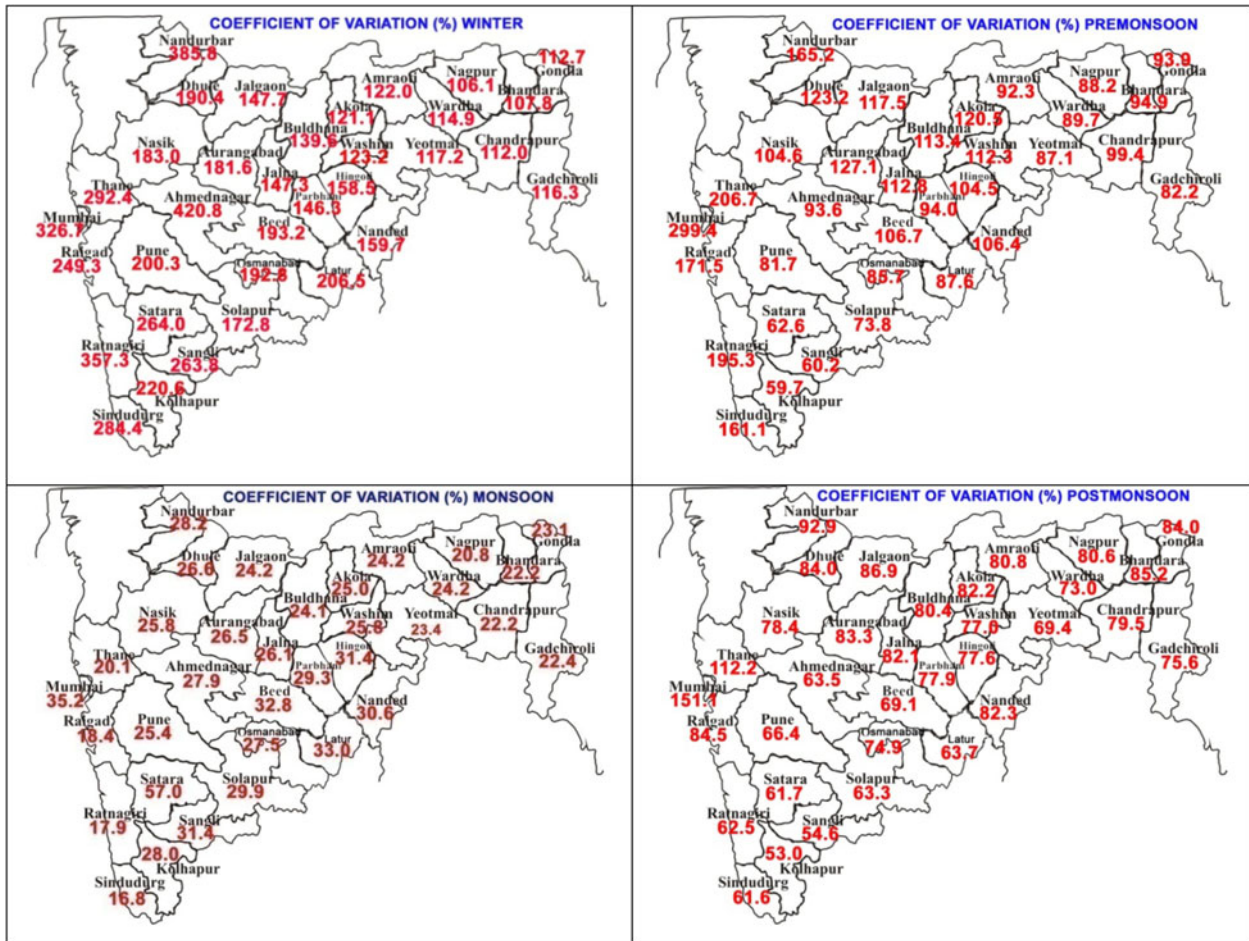 COEFFICIENT OF VARIATION (%) WINTER
Nandurbar
385.8
112.7
Gondia
Dhule
190.4
Jalgaon
147.7
Amraoti
122.0
Nagpur
106.1
Bhandara
107.8
Akola
121.1
Wardha
114.9
Buldhana
139.6
Nasik
183.0
Aurangabad
181.6
Washim
123.2
Yeotmal
117.2
Chandrapur
112.0
Jalna
147.3
Hingoli
158.5
Gadchiroli
116.3
Thane
292.4
Ahmednagar
420.8
Parbhani
146.3
Mumbai
326.7
Beed
193.2
Nanded
159.7
Raigad
249.3
Pune
200.3
Osmanabad
192.8
Latur
206.5
Satara
264.0
Solapur
172.8
Ratnagiri
357.3
Sangli
263.8
220.6
Kolhapur
Sindudurg
284.4
COEFFICIENT OF VARIATION (%) PREMONSOON
Nandurbar
165.2
93.9
Gondia
Dhule
123.2
Jalgaon
117.5
Amraoti
92.3
Nagpur
88.2
Bhandara
94.9
Akola
120.5
Wardha
89.7
Buldhana
113.4
Nasik
104.6
Aurangabad
127.1
Washim
112.3
Yeotmal
87.1
Chandrapur
99.4
Jalna
112.8
Hingoli
104.5
Gadchiroli
82.2
Thane
206.7
Ahmednagar
93.6
Parbhani
94.0
Mumbai
299.4
Beed
106.7
Nanded
106.4
Raigad
171.5
Pune
81.7
Osmanabad
85.7
Latur
87.6
Satara
62.6
Solapur
73.8
Ratnagiri
195.3
Sangli
60.2
59.7
Kolhapur
Sindudurg
161.1
COEFFICIENT OF VARIATION (%) MONSOON
Nandurbar
28.2
23.1
Gondia
Dhule
26.6
Jalgaon
24.2
Amraoti
24.2
Nagpur
20.8
Bhandara
22.2
Akola
25.0
Wardha
24.2
Buldhana
24.1
Nasik
25.8
Aurangabad
26.5
Washim
25.8
Yeotmal
23.4
Chandrapur
22.2
Jalna
26.1
Hingoli
31.4
Gadchiroli
22.4
Thane
20.1
Ahmednagar
27.9
Parbhani
29.3
Mumbai
35.2
Beed
32.8
Nanded
30.6
Raigad
18.4
Pune
25.4
Osmanabad
27.5
Latur
33.0
Satara
57.0
Solapur
29.9
Ratnagiri
17.9
Sangli
31.4
28.0
Kolhapur
Sindudurg
16.8
COEFFICIENT OF VARIATION (%) POSTMONSOON
Nandurbar
92.9
84.0
Gondia
Dhule
84.0
Jalgaon
86.9
Amraoti
80.8
Nagpur
80.6
Bhandara
85.2
Akola
82.2
Wardha
73.0
Buldhana
80.4
Nasik
78.4
Aurangabad
83.3
Washim
77.0
Yeotmal
69.4
Chandrapur
79.5
Jalna
82.1
Hingoli
77.6
Gadchiroli
75.6
Thane
112.2
Ahmednagar
63.5
Parbhani
77.9
Mumbai
151.1
Beed
69.1
Nanded
82.3
Raigad
84.5
Pune
66.4
Osmanabad
74.9
Latur
63.7
Satara
61.7
Solapur
63.3
Ratnagiri
62.5
Sangli
54.6
53.0
Kolhapur
Sindudurg
61.6